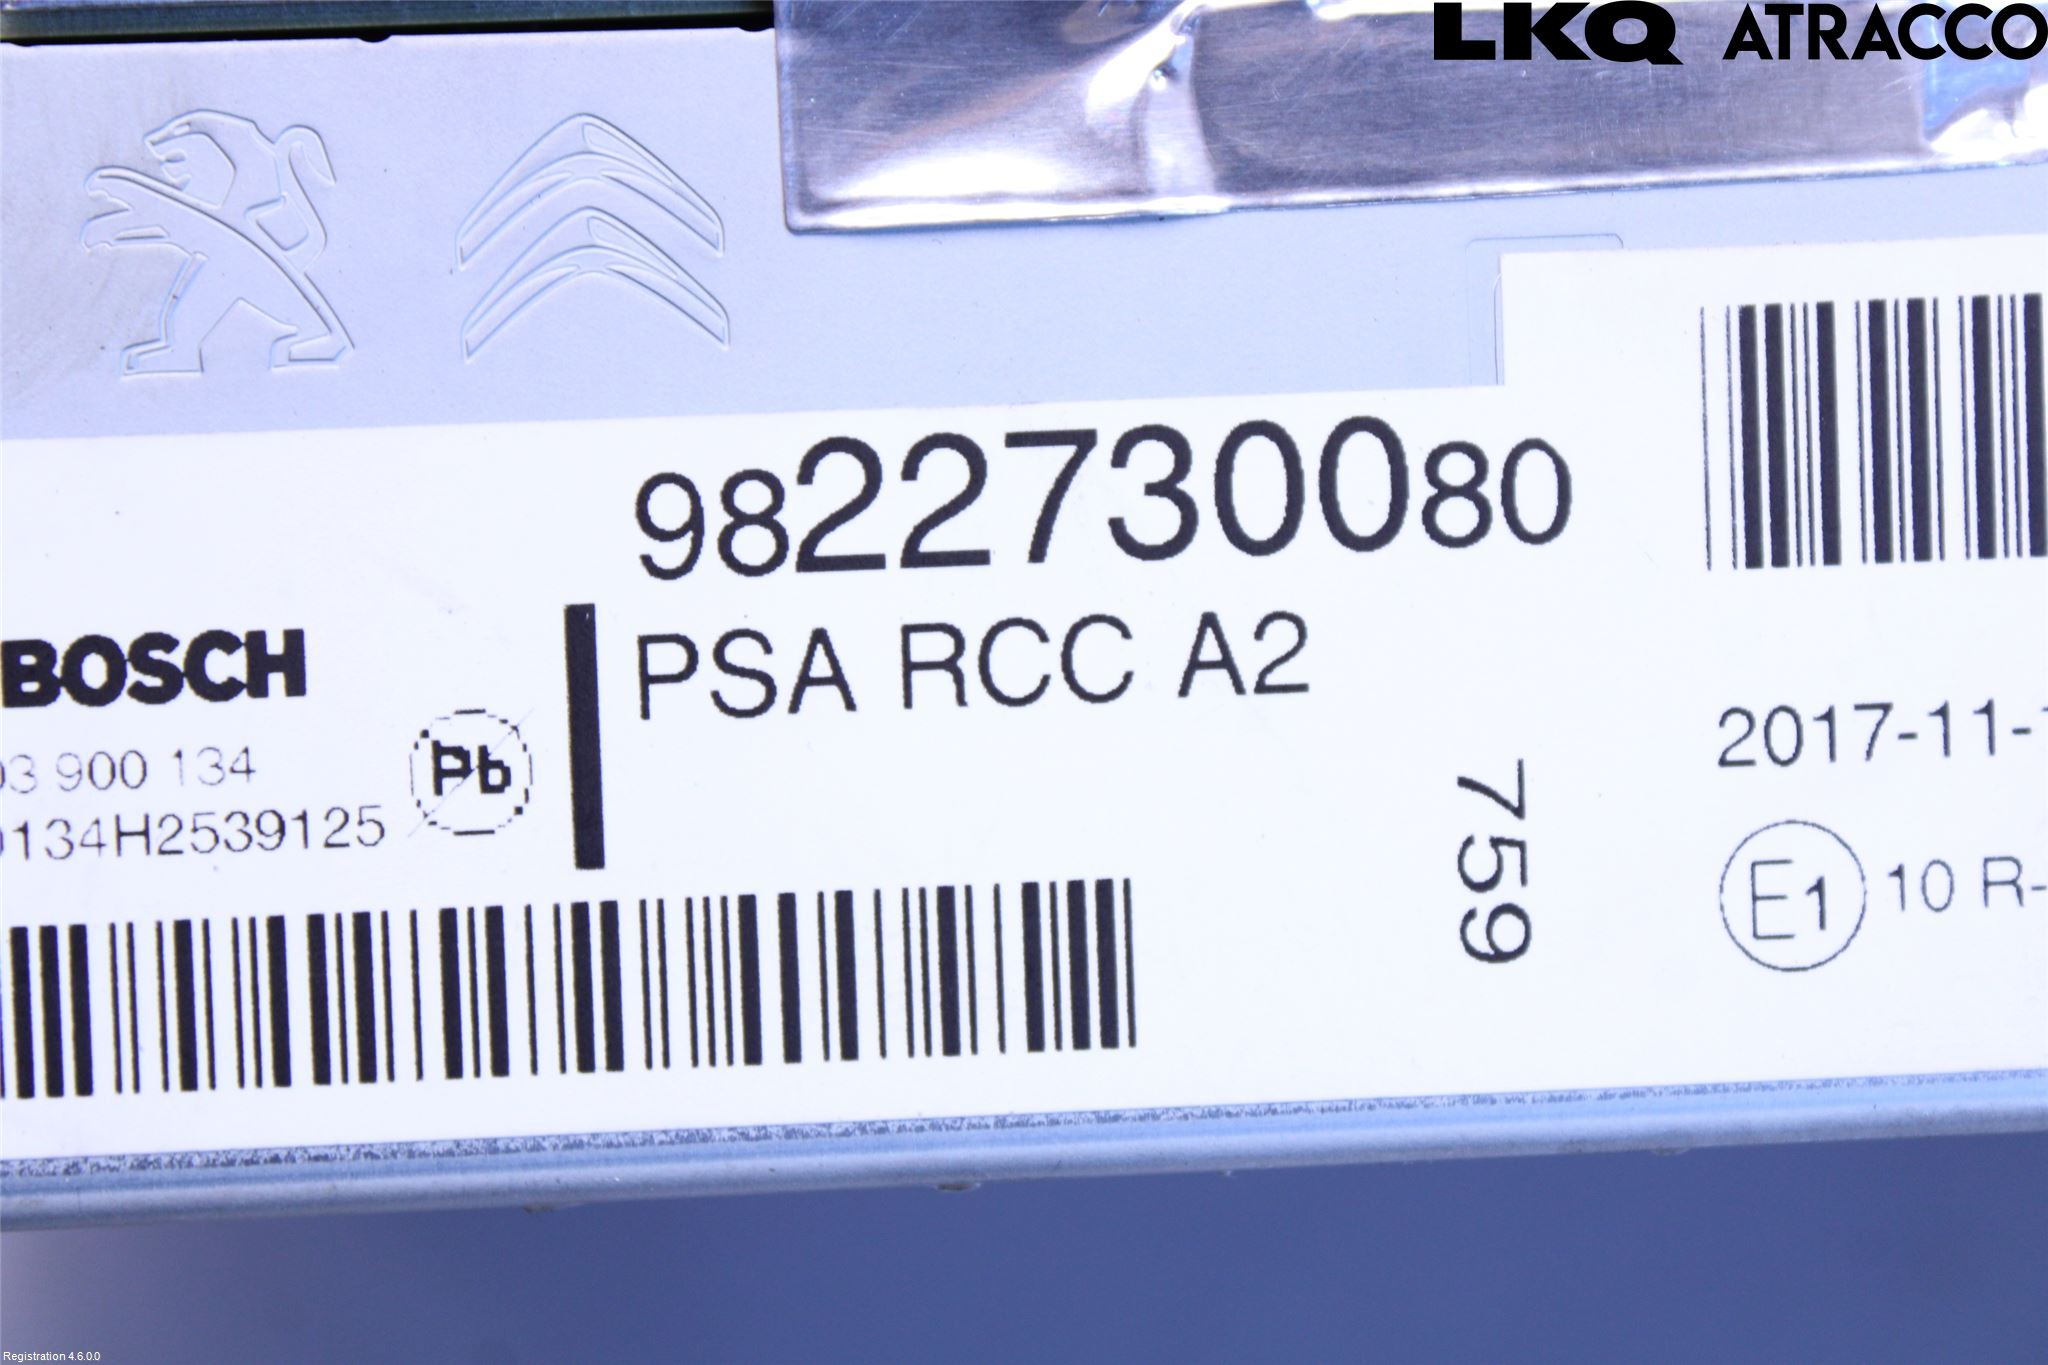 LKQ ATRACCO
9822730080
BOSCH
PSA RCC A2
03 900 134
Pb
0134H2539125
759
2017-11-
E1 10 R-
Registration 4.6.0.0